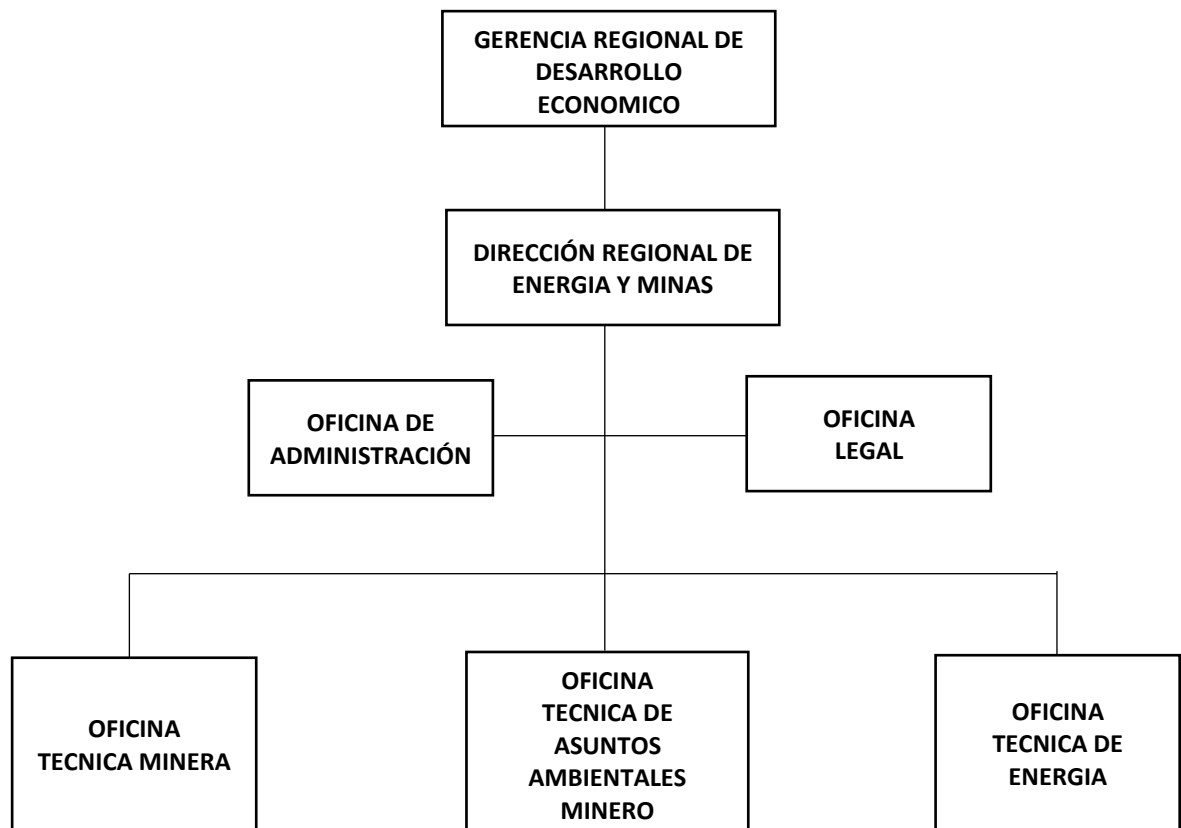 GERENCIA REGIONAL DE
DESARROLLO
ECONOMICO
DIRECCIÓN REGIONAL DE
ENERGIA Y MINAS
OFICINA DE
ADMINISTRACIÓN
OFICINA
LEGAL
OFICINA
TECNICA MINERA
OFICINA
TECNICA DE
ASUNTOS
AMBIENTALES
MINERO
OFICINA
TECNICA DE
ENERGIA